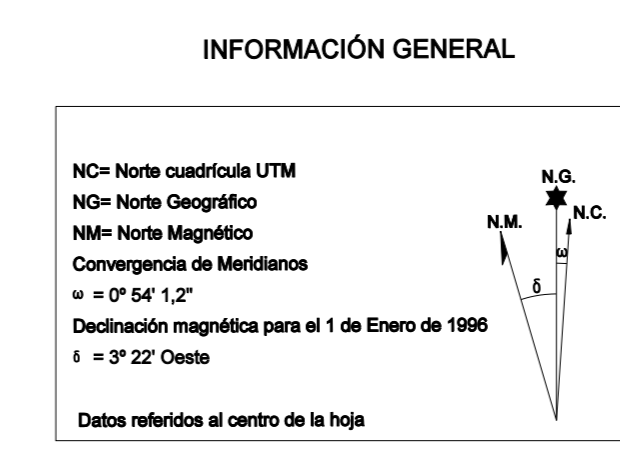 INFORMACIÓN GENERAL
NC= Norte cuadrícula UTM
NG= Norte Geográfico
NM= Norte Magnético
Convergencia de Meridianos
ω = 0º 54' 1,2"
Declinación magnética para el 1 de Enero de 1996
δ = 3º 22' Oeste
Datos referidos al centro de la hoja
N.G.
N.C.
N.M.
ω
δ